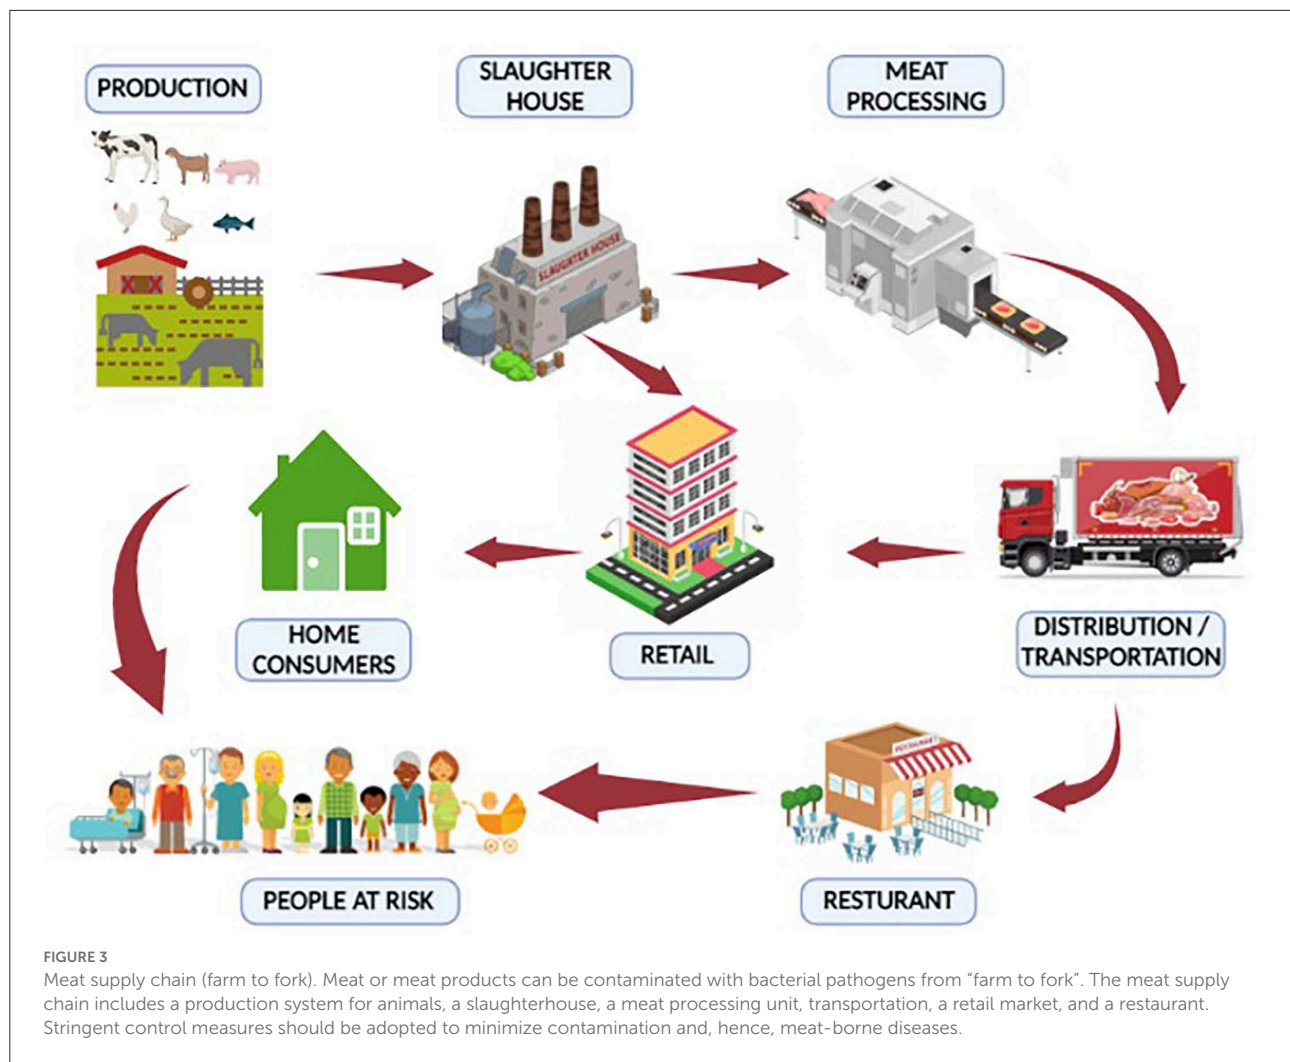 PRODUCTION
SLAUGHTER
HOUSE
MEAT
PROCESSING
SLAUGHTER HOUSE
HOME
CONSUMERS
RETAIL
DISTRIBUTION /
TRANSPORTATION
RESTAURANT
PEOPLE AT RISK
RESTURANT
FIGURE 3
Meat supply chain (farm to fork). Meat or meat products can be contaminated with bacterial pathogens from “farm to fork”. The meat supply
chain includes a production system for animals, a slaughterhouse, a meat processing unit, transportation, a retail market, and a restaurant.
Stringent control measures should be adopted to minimize contamination and, hence, meat-borne diseases.